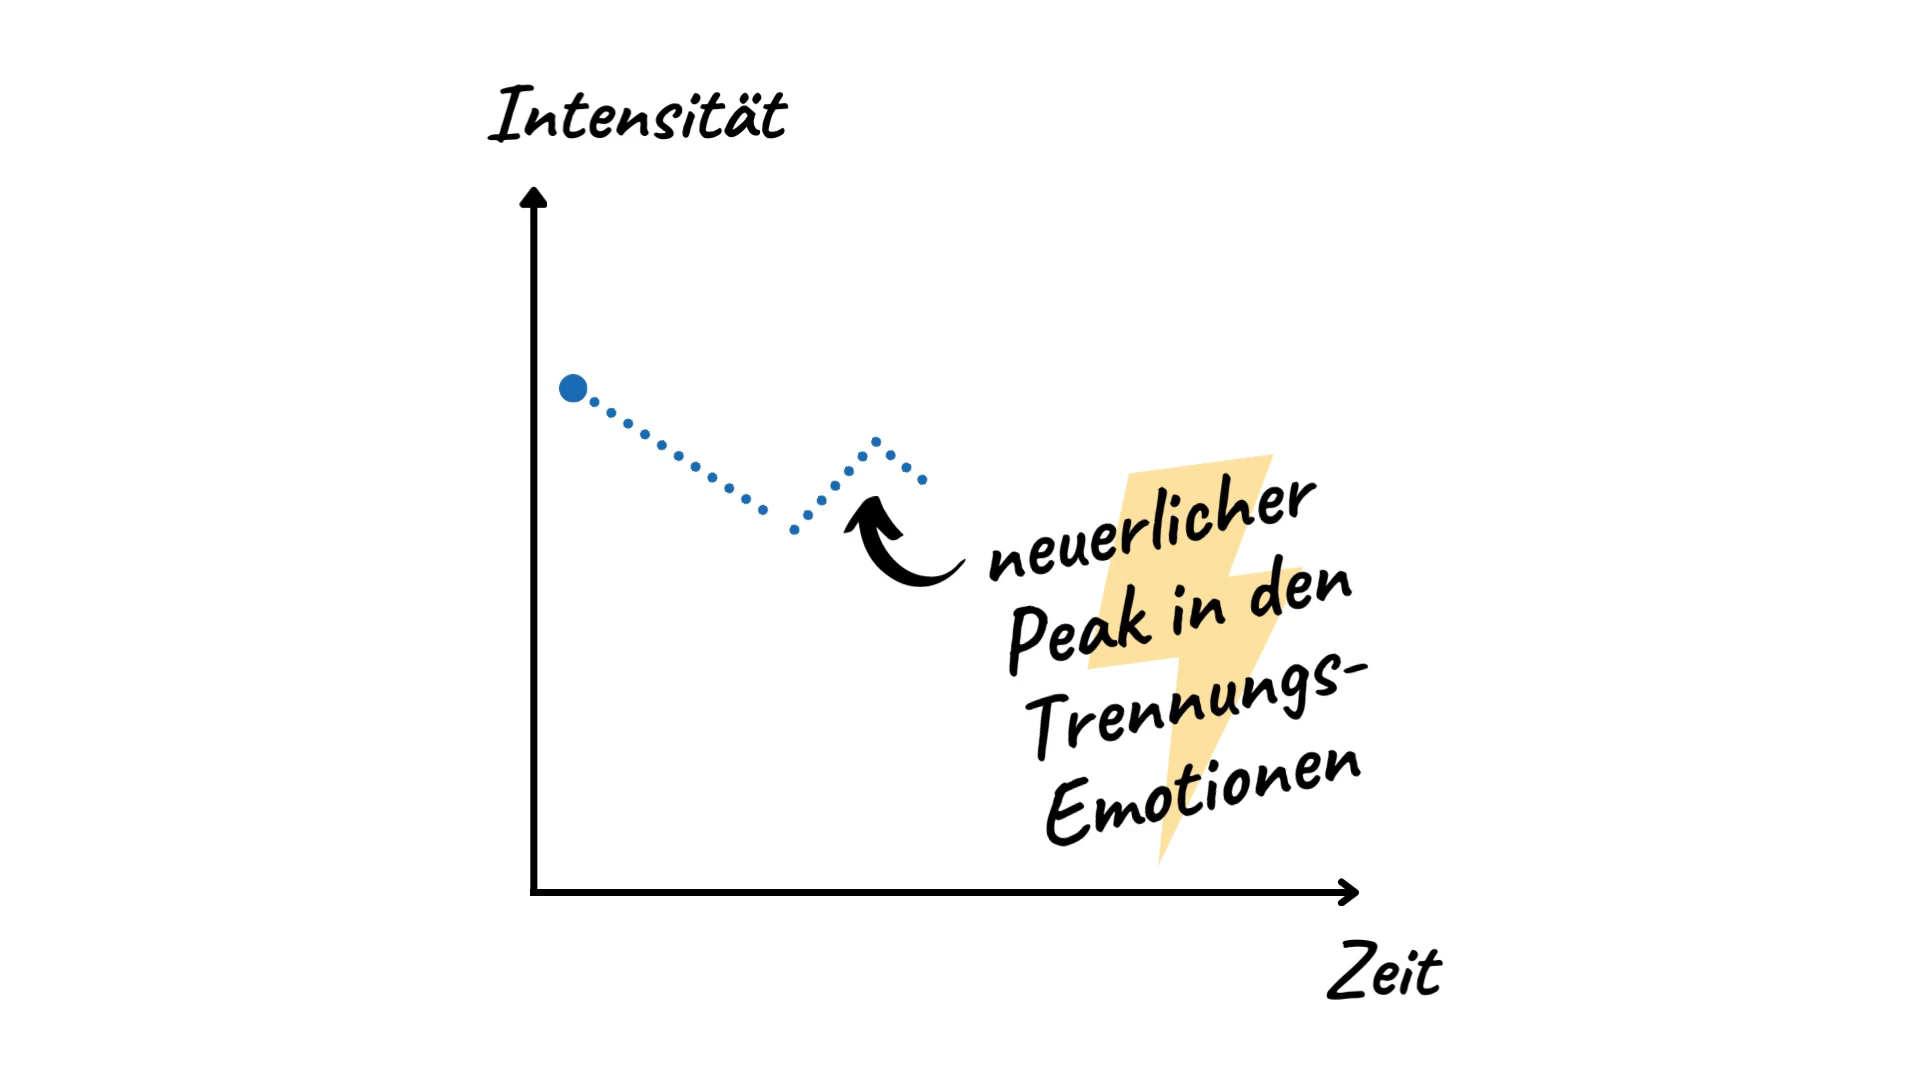 Intensität
neuerlicher
Peak in den
Trennungs-
Emotionen
Zeit